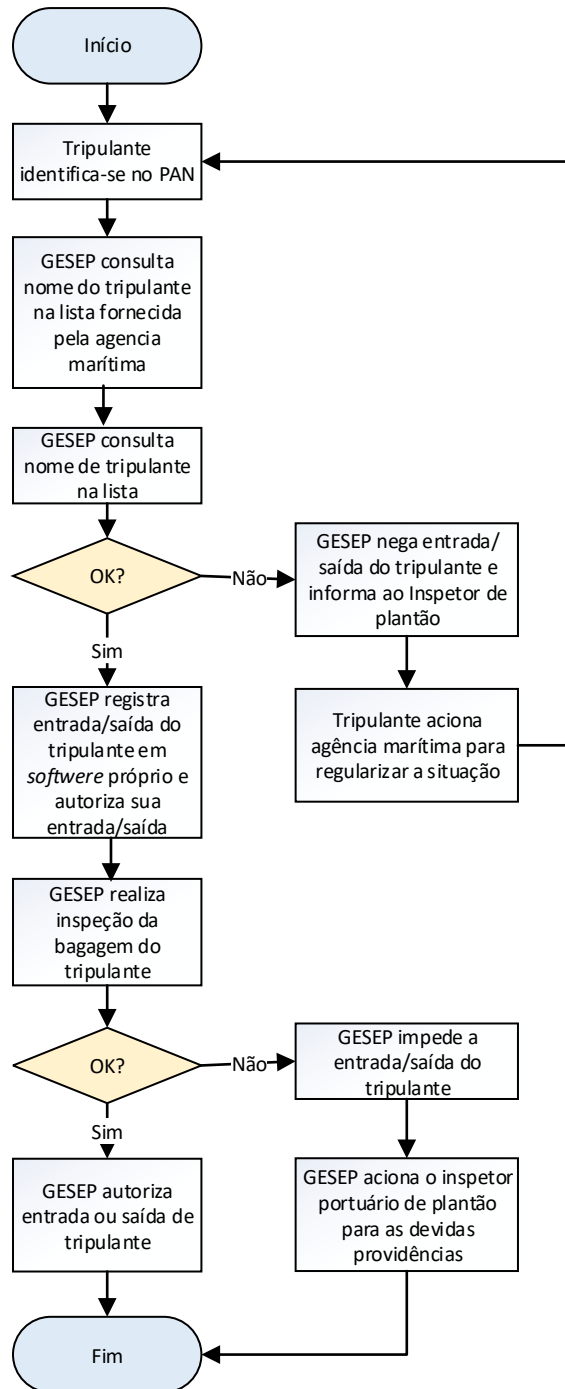 Início
Tripulante
identifica-se no PAN
GESEP consulta
nome do tripulante
na lista fornecida
pela agencia
marítima
GESEP consulta
nome de tripulante
na lista
OK?
Não
GESEP nega entrada/
saída do tripulante e
informa ao Inspetor de
plantão
Sim
Tripulante aciona
agência marítima para
regularizar a situação
GESEP registra
entrada/saída do
tripulante em
softwere próprio e
autoriza sua
entrada/saída
GESEP realiza
inspeção da
bagagem do
tripulante
OK?
Não
GESEP impede a
entrada/saída do
tripulante
Sim
GESEP autoriza
entrada ou saída de
tripulante
GESEP aciona o inspetor
portuário de plantão
para as devidas
providências
Fim